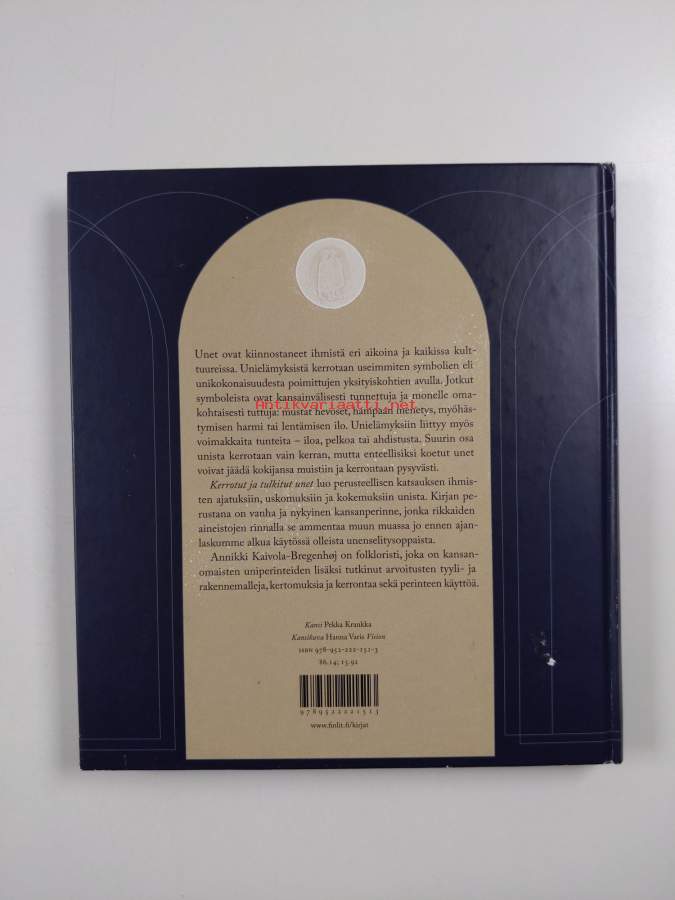 Unet ovat kiinnostaneet ihmistä eri aikoina ja kaikissa kult-
tuureissa. Unielämyksistä kerrotaan useimmiten symbolien eli
unikokonaisuudesta poimittujen yksityiskohtien avulla. Jotkut
symboleista ovat kansainvälisesti tunnettuja ja monelle oma-
Antikvariaatti.net
kohtaisesti tuttuja: mustat hevoset, hampaan menetys, myöhäs-
tymisen harmi tai lentämisen ilo. Unielämyksiin liittyy myös
voimakkaita tunteita – iloa, pelkoa tai ahdistusta. Suurin osa
unista kerrotaan vain kerran, mutta enteellisiksi koetut unet
voivat jäädä kokijansa muistiin ja kerrontaan pysyvästi.
Kerrotut ja tulkitut unet luo perusteellisen katsauksen ihmis-
ten ajatuksiin, uskomuksiin ja kokemuksiin unista. Kirjan pe-
rustana on vanha ja nykyinen kansanperinne, jonka rikkaiden
aineistojen rinnalla se ammentaa muun muassa jo ennen ajan-
laskumme alkua käytössä olleista unenselitysoppaista.
Annikki Kaivola-Bregenhøj on folkloristi, joka on kansan-
omaisten uniperinteiden lisäksi tutkinut arvoitusten tyyli- ja
rakennemalleja, kertomuksia ja kerrontaa sekä perinteen käyttöä.
Kansi Pekka Krankka
Kansikuva Hanna Varis Vision
ISBN 978-952-222-151-3
86.14; 15.92
9789522221513
www.finlit.fi/kirjat